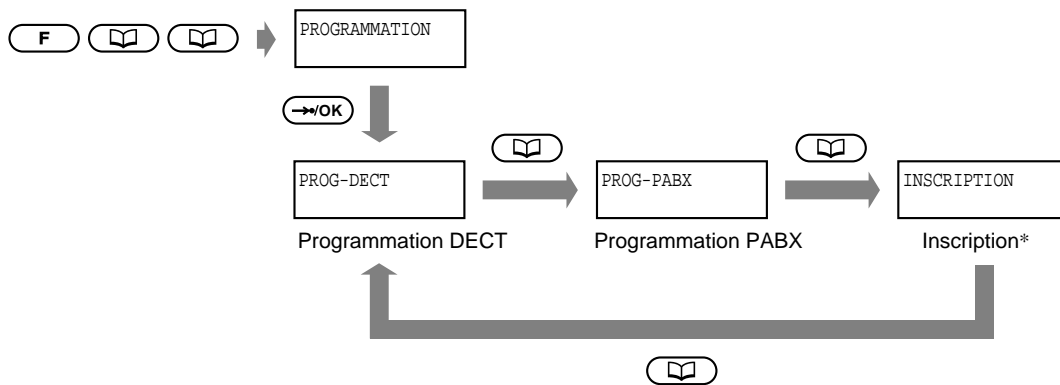 F
PROGRAMMATION
/OK
PROG-DECT
PROG-PABX
INSCRIPTION
Programmation DECT
Programmation PABX
Inscription*